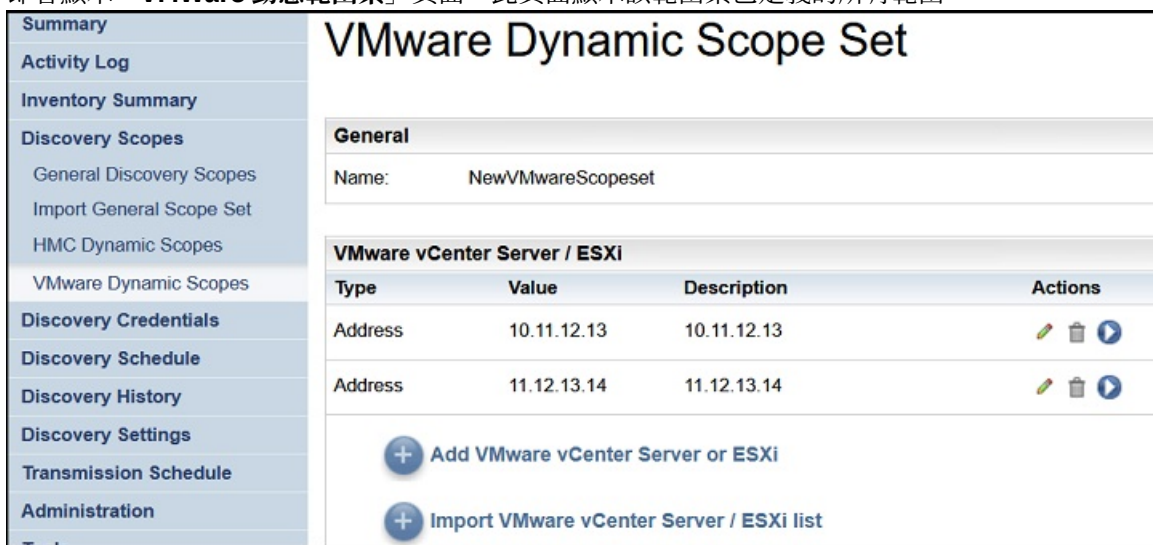 VMware Dynamic Scope Set
Summary
Activity Log
Inventory Summary
Discovery Scopes
General Discovery Scopes
Import General Scope Set
HMC Dynamic Scopes
VMware Dynamic Scopes
Discovery Credentials
Discovery Schedule
Discovery History
Discovery Settings
Transmission Schedule
Administration
General
Name: NewVMwareScopeset
VMware vCenter Server / ESXi
Type Value Description Actions
Address 10.11.12.13 10.11.12.13
Address 11.12.13.14 11.12.13.14
Add VMware vCenter Server or ESXi
Import VMware vCenter Server / ESXi list